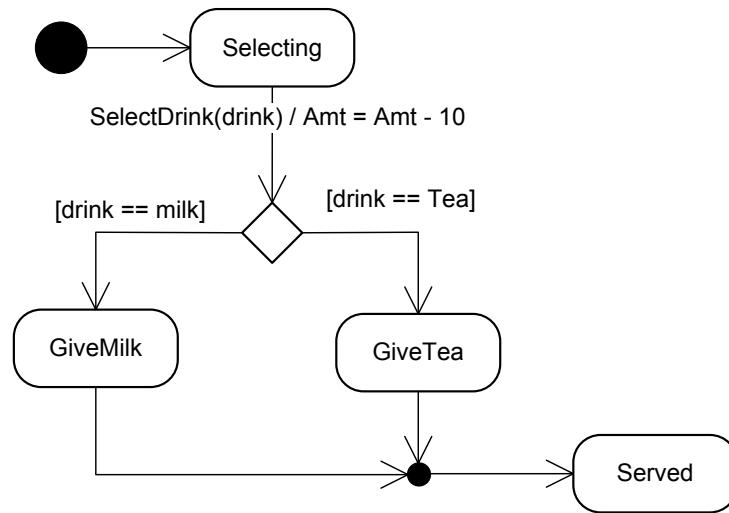 Selecting
SelectDrink(drink) / Amt = Amt - 10
[drink == milk]
[drink == Tea]
GiveMilk
GiveTea
Served